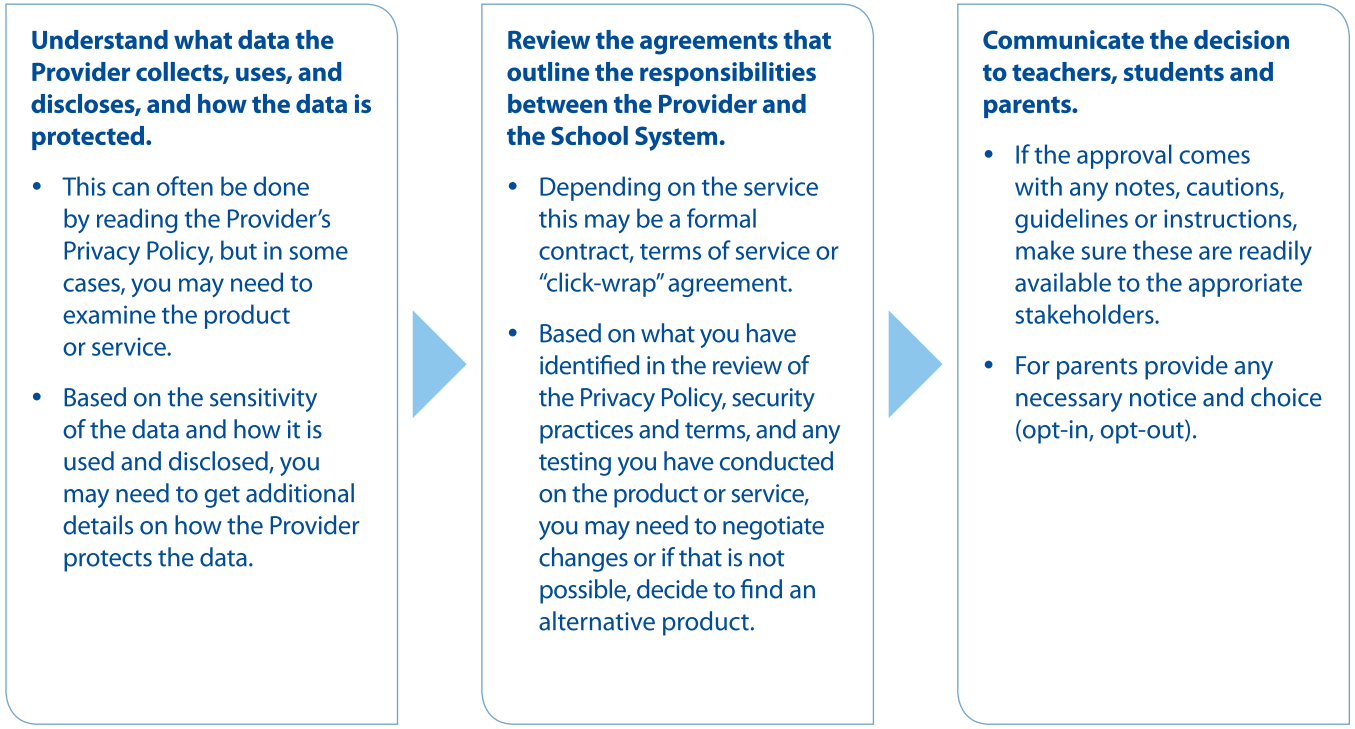 Understand what data the
Provider collects, uses, and
discloses, and how the data is
protected.
• This can often be done
by reading the Provider’s
Privacy Policy, but in some
cases, you may need to
examine the product
or service.
• Based on the sensitivity
of the data and how it is
used and disclosed, you
may need to get additional
details on how the Provider
protects the data.
Review the agreements that
outline the responsibilities
between the Provider and
the School System.
• Depending on the service
this may be a formal
contract, terms of service or
“click-wrap” agreement.
• Based on what you have
identified in the review of
the Privacy Policy, security
practices and terms, and any
testing you have conducted
on the product or service,
you may need to negotiate
changes or if that is not
possible, decide to find an
alternative product.
Communicate the decision
to teachers, students and
parents.
• If the approval comes
with any notes, cautions,
guidelines or instructions,
make sure these are readily
available to the approriate
stakeholders.
• For parents provide any
necessary notice and choice
(opt-in, opt-out).